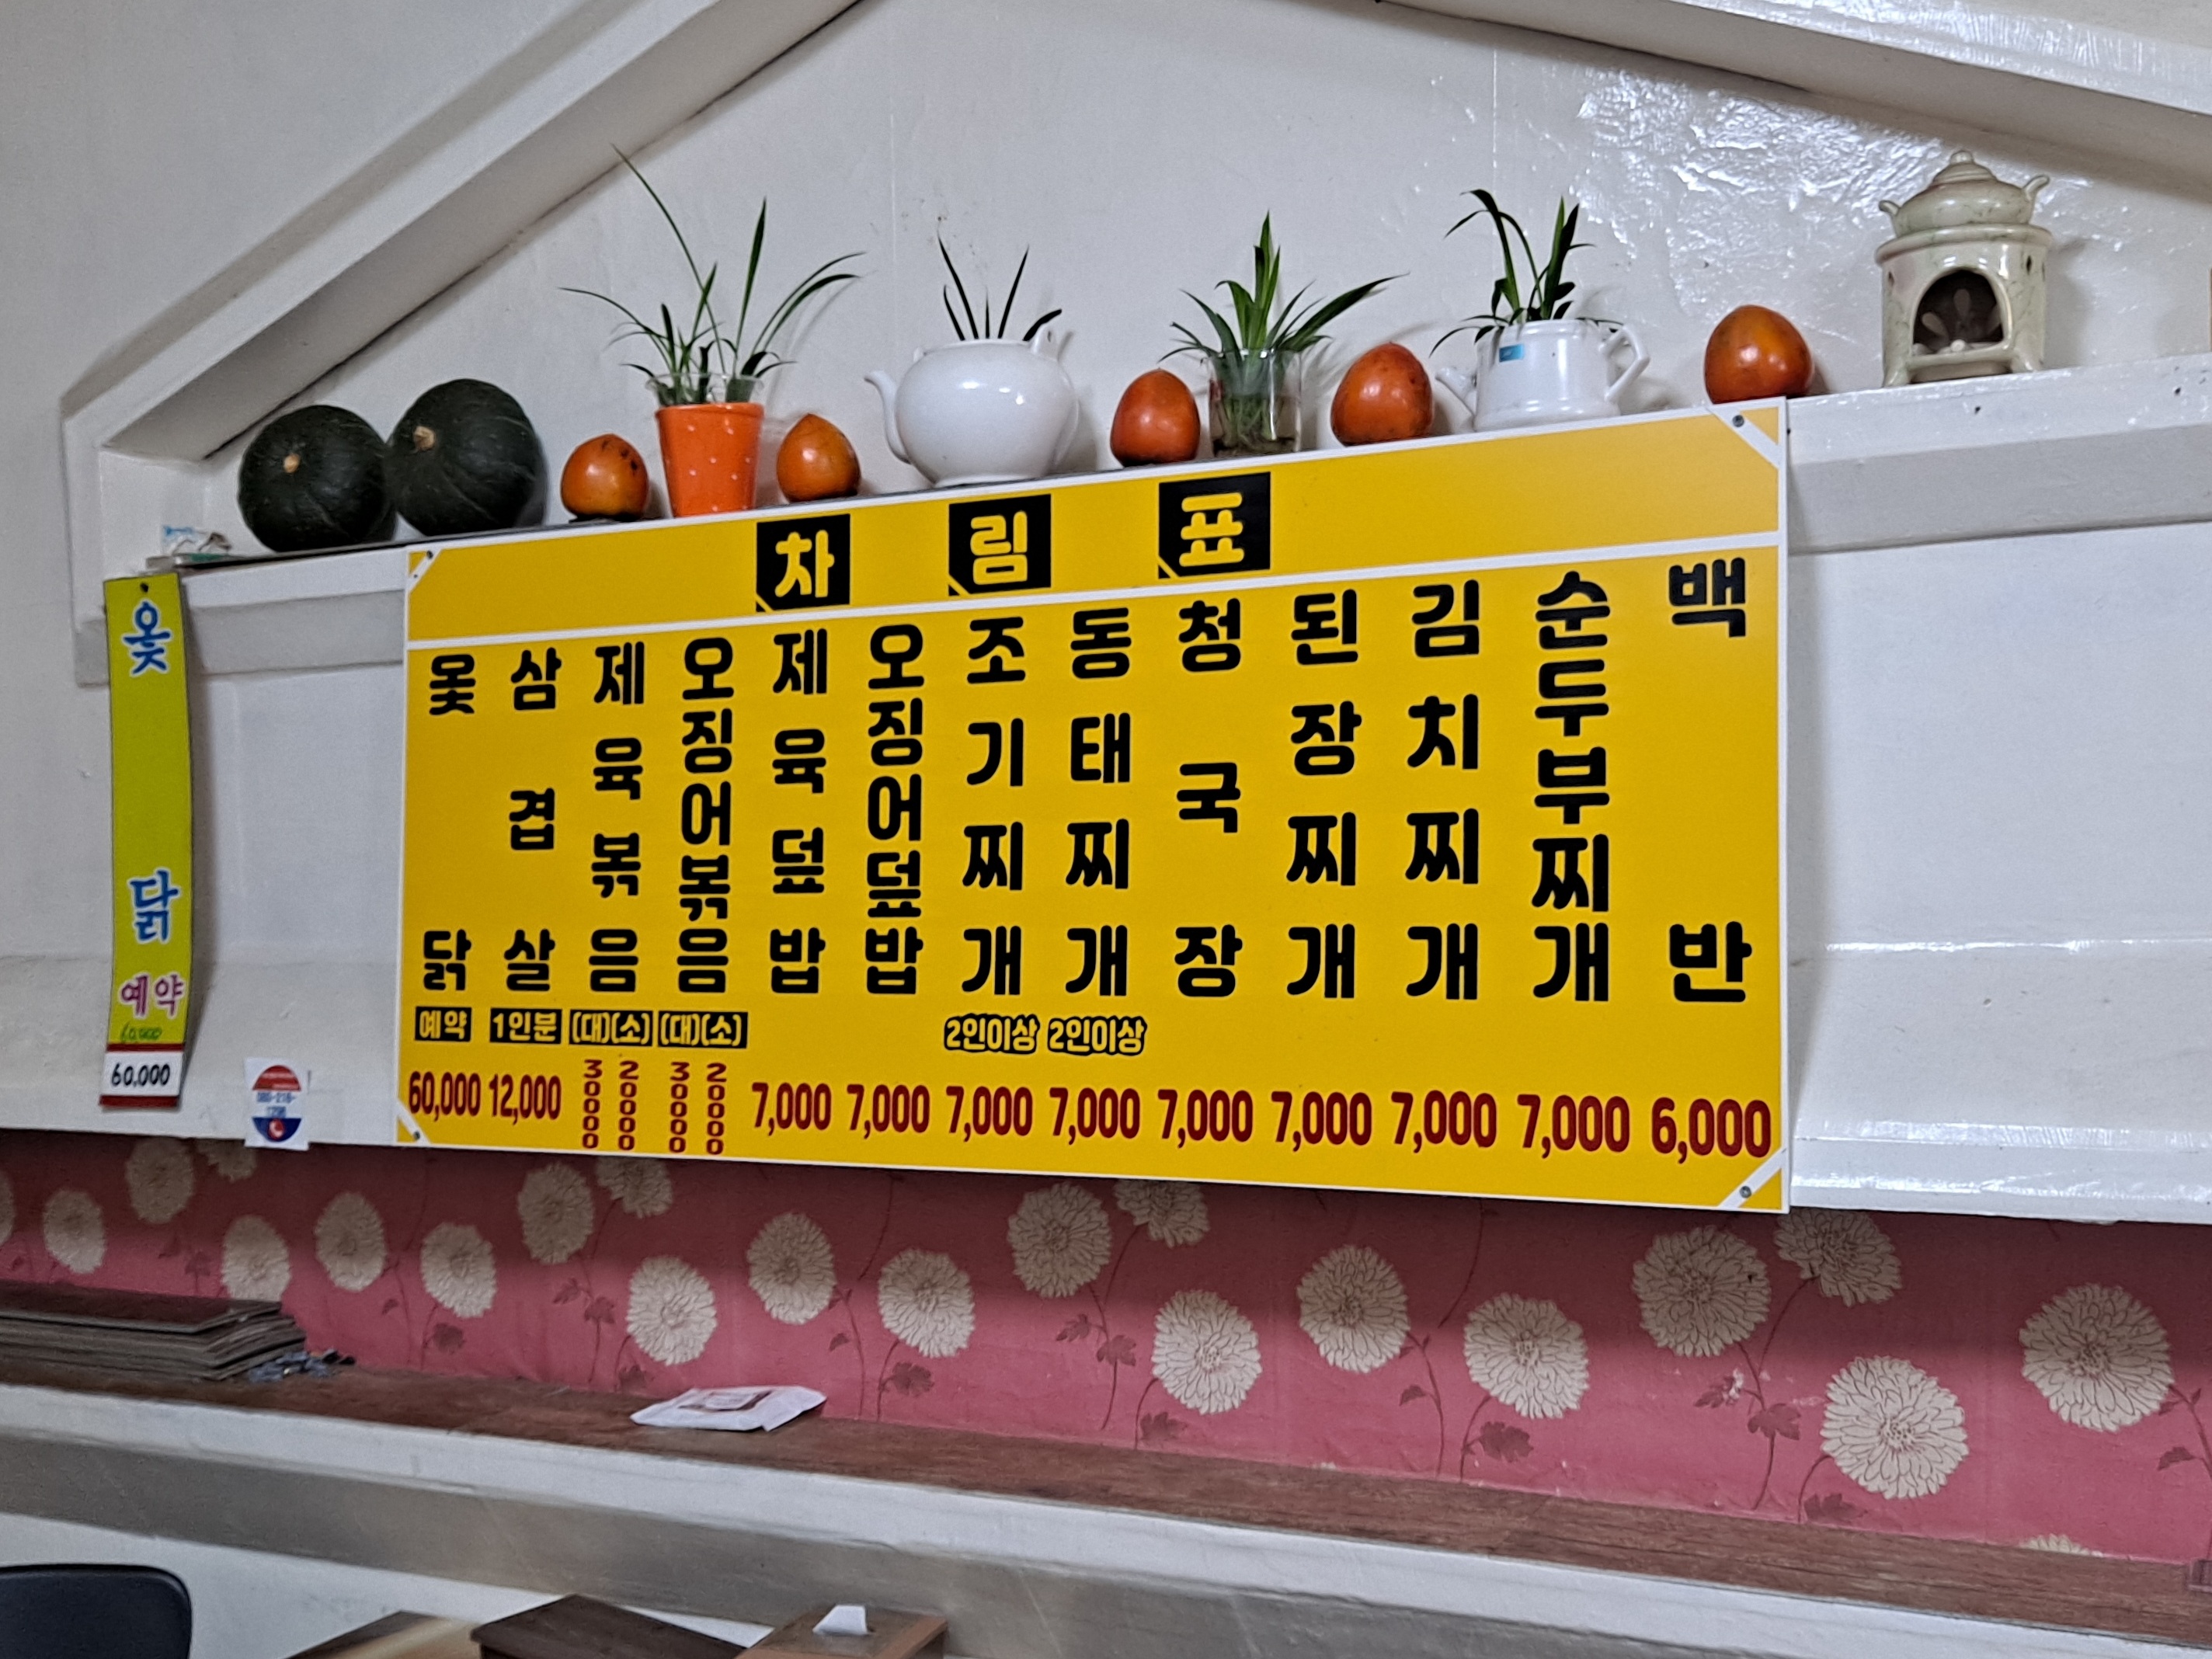 차림표
옻닭 예약 60,000
삼겹살 1인분 12,000
제육볶음 (대)(소) 30000 20000
오징어볶음 (대)(소) 30000 20000
제육덮밥 7,000
오징어덮밥 7,000
조기찌개 2인이상 7,000
동태찌개 2인이상 7,000
청국장 7,000
된장찌개 7,000
김치찌개 7,000
순두부찌개 7,000
백반 6,000
옻닭
예약
60,000
60,000